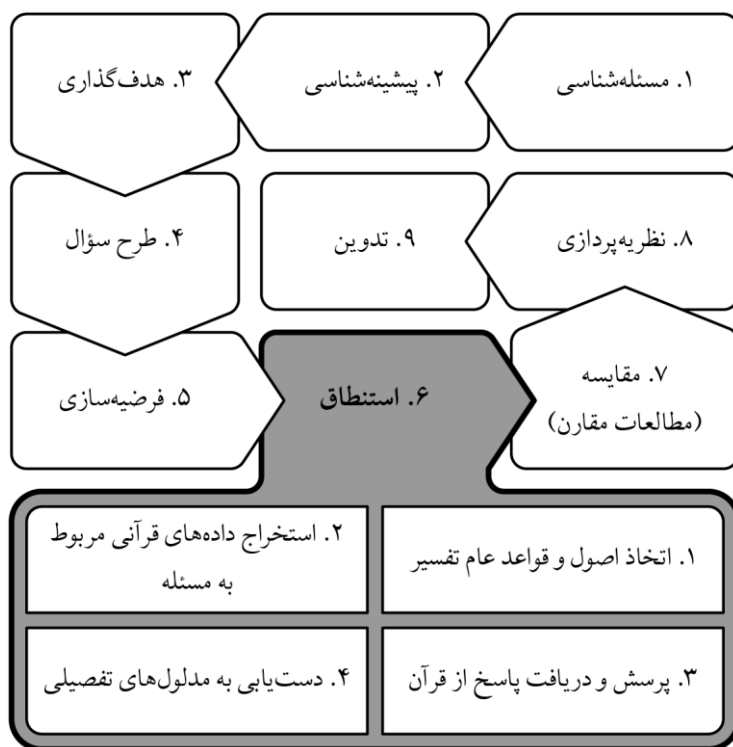 ۱. مسئله‌شناسی
۲. پیشینه‌شناسی
۳. هدف‌گذاری
۴. طرح سؤال
۵. فرضیه‌سازی
۶. استنطاق
۷. مقایسه
(مطالعات مقارن)
۸. نظریه‌پردازی
۹. تدوین
۱. اتخاذ اصول و قواعد عام تفسیر
۲. استخراج داده‌های قرآنی مربوط
به مسئله
۳. پرسش و دریافت پاسخ از قرآن
۴. دست‌یابی به مدلول‌های تفصیلی